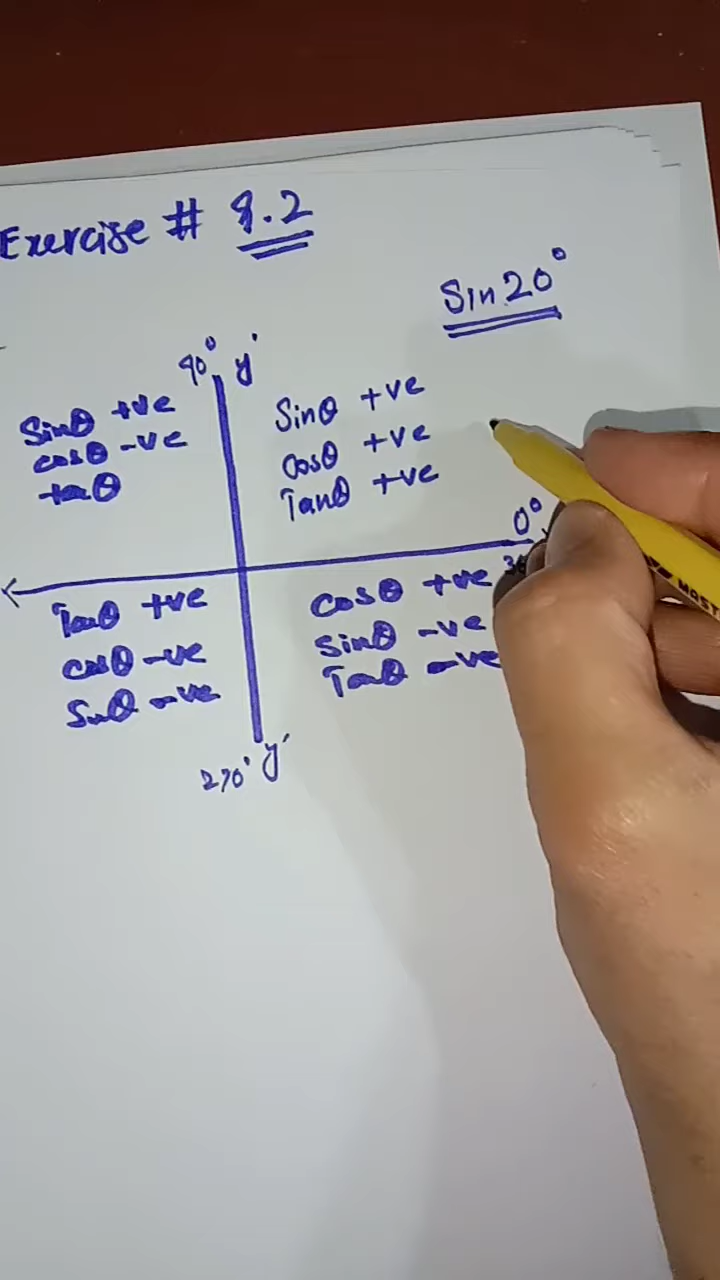 Exercise # 9.2
Sin 20°
90° y'
Sinθ +ve
cosθ -ve
tanθ
Sinθ +ve
Cosθ +ve
Tanθ +ve
0°
Tanθ +ve
cosθ -ve
Sinθ -ve
cosθ +ve
sinθ -ve
Tanθ -ve
270° y'